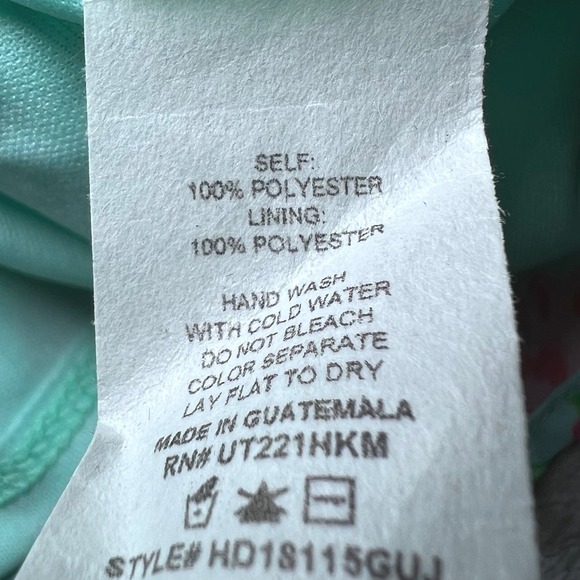 SELF:
100% POLYESTER
LINING:
100% POLYESTER
HAND WASH
WITH COLD WATER
DO NOT BLEACH
COLOR SEPARATE
LAY FLAT TO DRY
MADE IN GUATEMALA
RN# UT221HKM
STYLE# HD18115GUJ